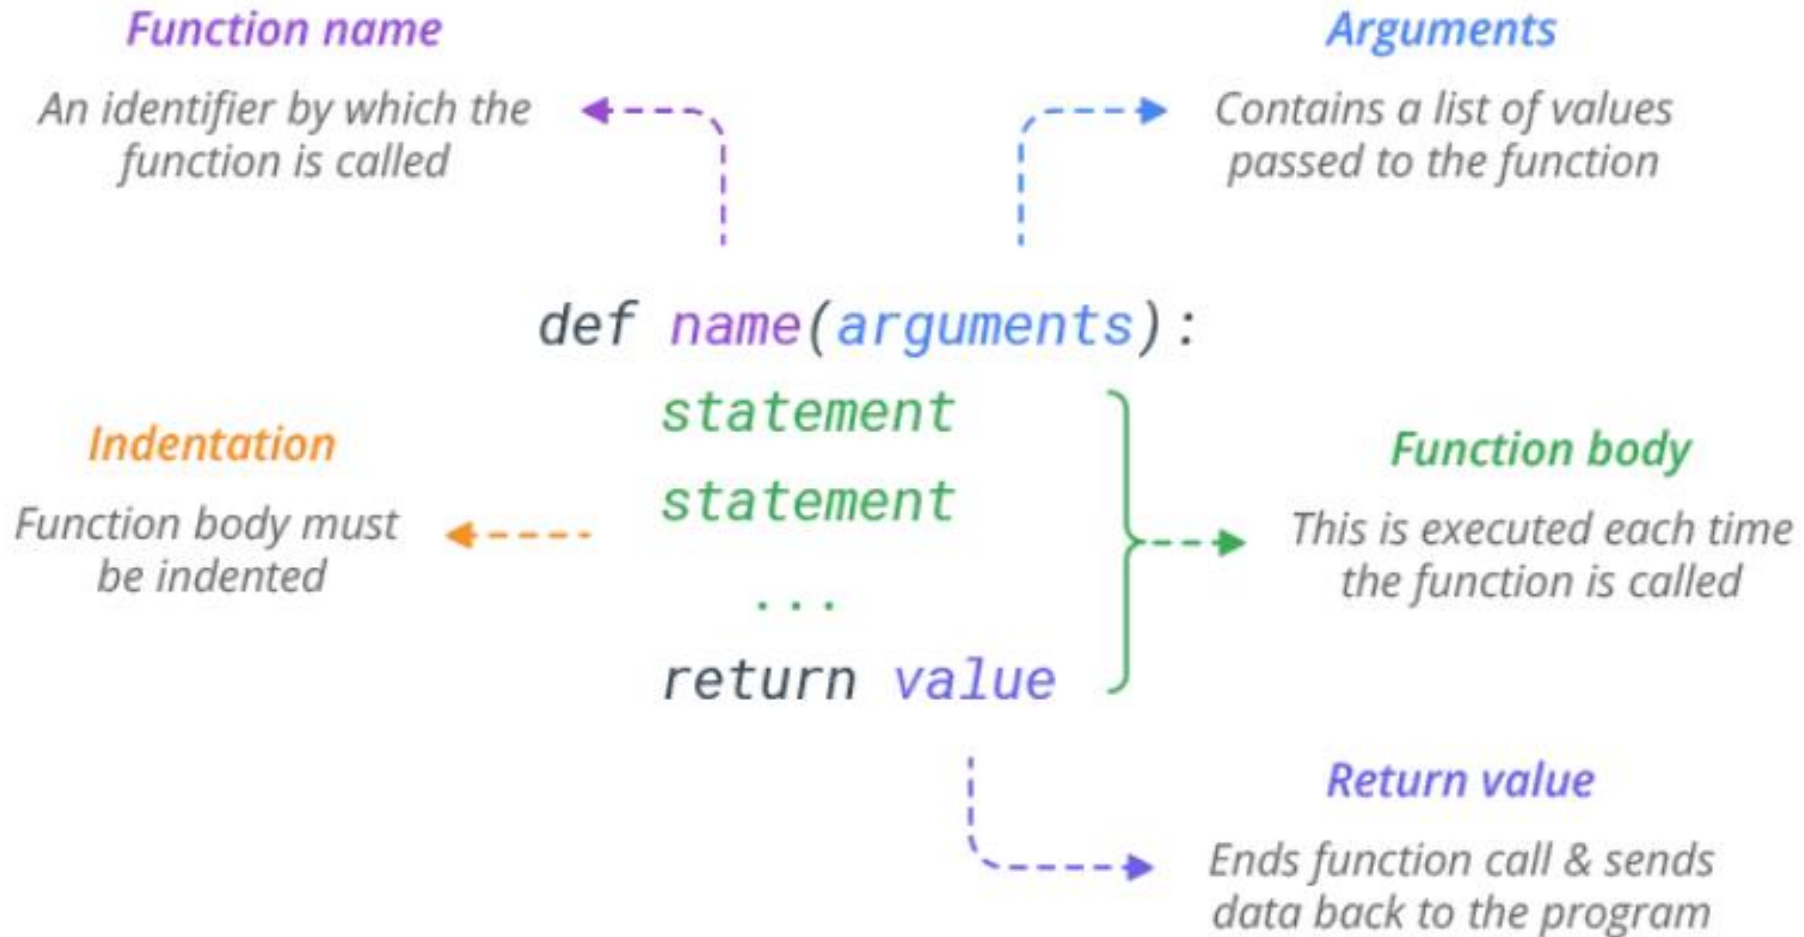 Function name
An identifier by which the
function is called
Arguments
Contains a list of values
passed to the function
def name(arguments):
statement
statement
...
return value
Indentation
Function body must
be indented
Function body
This is executed each time
the function is called
Return value
Ends function call & sends
data back to the program